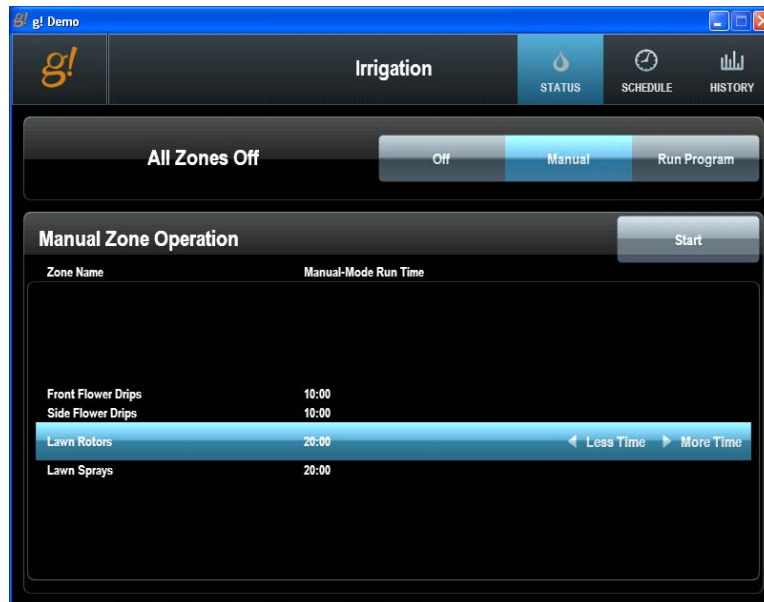 g! g! Demo
g!
Irrigation
STATUS
SCHEDULE
HISTORY
All Zones Off
Off
Manual
Run Program
Manual Zone Operation
Start
Zone Name Manual-Mode Run Time
Front Flower Drips 10:00
Side Flower Drips 10:00
Lawn Rotors 20:00 Less Time More Time
Lawn Sprays 20:00